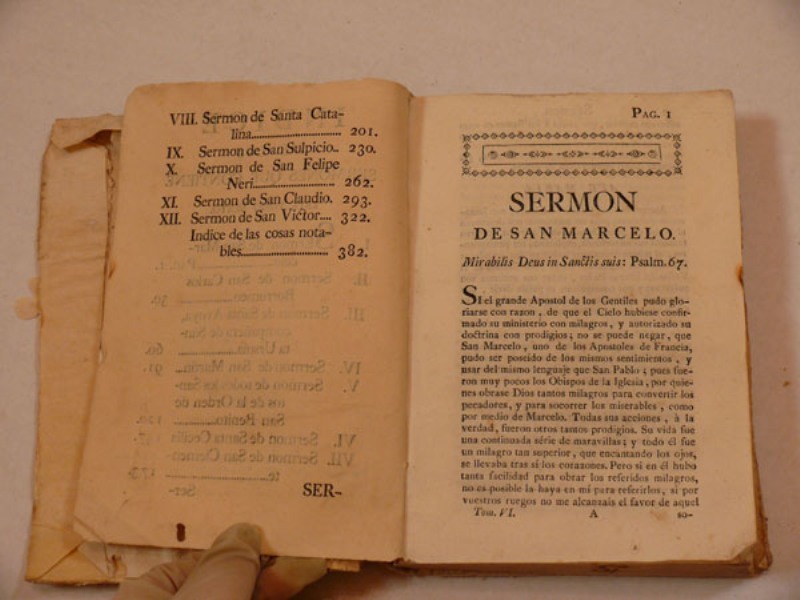 VIII. Sermon de Santa Cata-
lina.............................. 201.
IX. Sermon de San Sulpicio.. 230.
X. Sermon de San Felipe
Neri........................... 262.
XI. Sermon de San Claudio. 293.
XII. Sermon de San Victor.... 322.
Indice de las cosas nota-
bles............................. 382.
SER-
PAG. 1
SERMON
DE SAN MARCELO.
Mirabilis Deus in Sanctis suis: Psalm. 67.
SI el grande Apostol de los Gentiles pudo glo-
riarse con razon, de que el Cielo hubiese confir-
mado su ministerio con milagros, y autorizado su
doctrina con prodigios; no se puede negar, que
San Marcelo, uno de los Apostoles de Francia,
pudo ser poseido de los mismos sentimientos, y
usar del mismo lenguaje que San Pablo; pues fue-
ron muy pocos los Obispos de la Iglesia, por quie-
nes obrase Dios tantos milagros para convertir los
pecadores, y para socorrer los miserables, como
por medio de Marcelo. Todas sus acciones, à la
verdad, fueron otros tantos prodigios. Su vida fue
una continuada série de maravillas; y todo él fue
un milagro tan superior, que encantando los ojos,
se llevaba tras sí los corazones. Pero si en él hubo
tanta facilidad para obrar los referidos milagros,
no es posible la haya en mí para referirlos, si por
vuestros ruegos no me alcanzais el favor de aquel
Tom. VI. A so-